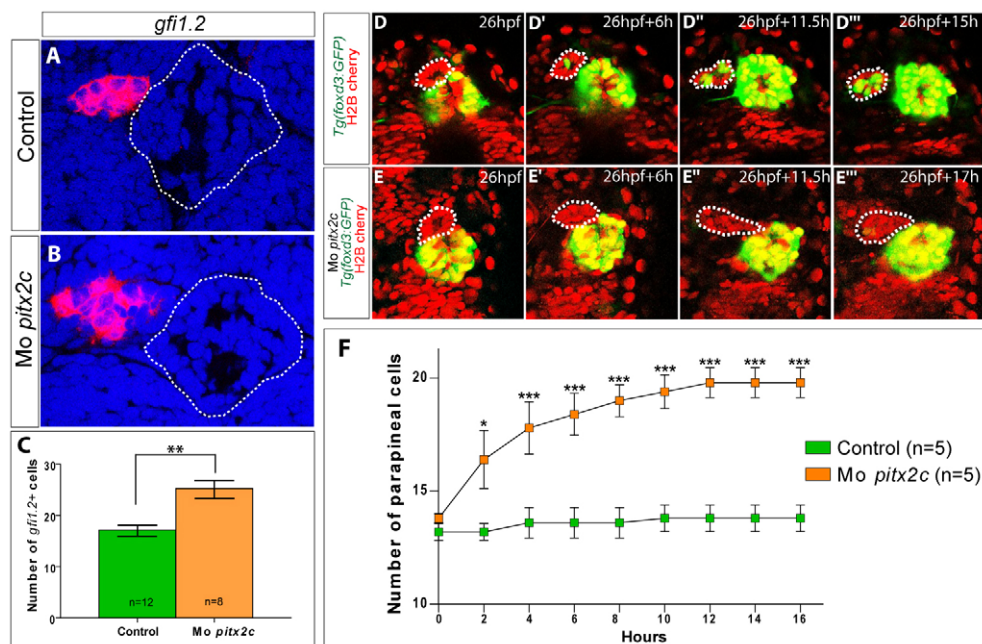 gfi1.2
A
Control
B
Mo pitx2c
C
**
Number of gfi1.2+ cells
30
20
10
0
n=12
n=8
Control
Mo pitx2c
Tg(foxd3:GFP)
H2B cherry
D
26hpf
D'
26hpf+6h
D''
26hpf+11.5h
D'''
26hpf+15h
Mo pitx2c
Tg(foxd3:GFP)
H2B cherry
E
26hpf
E'
26hpf+6h
E''
26hpf+11.5h
E'''
26hpf+17h
F
Number of parapineal cells
20
15
10
* *** *** *** *** *** *** ***
0 2 4 6 8 10 12 14 16
Hours
Control (n=5)
Mo pitx2c (n=5)